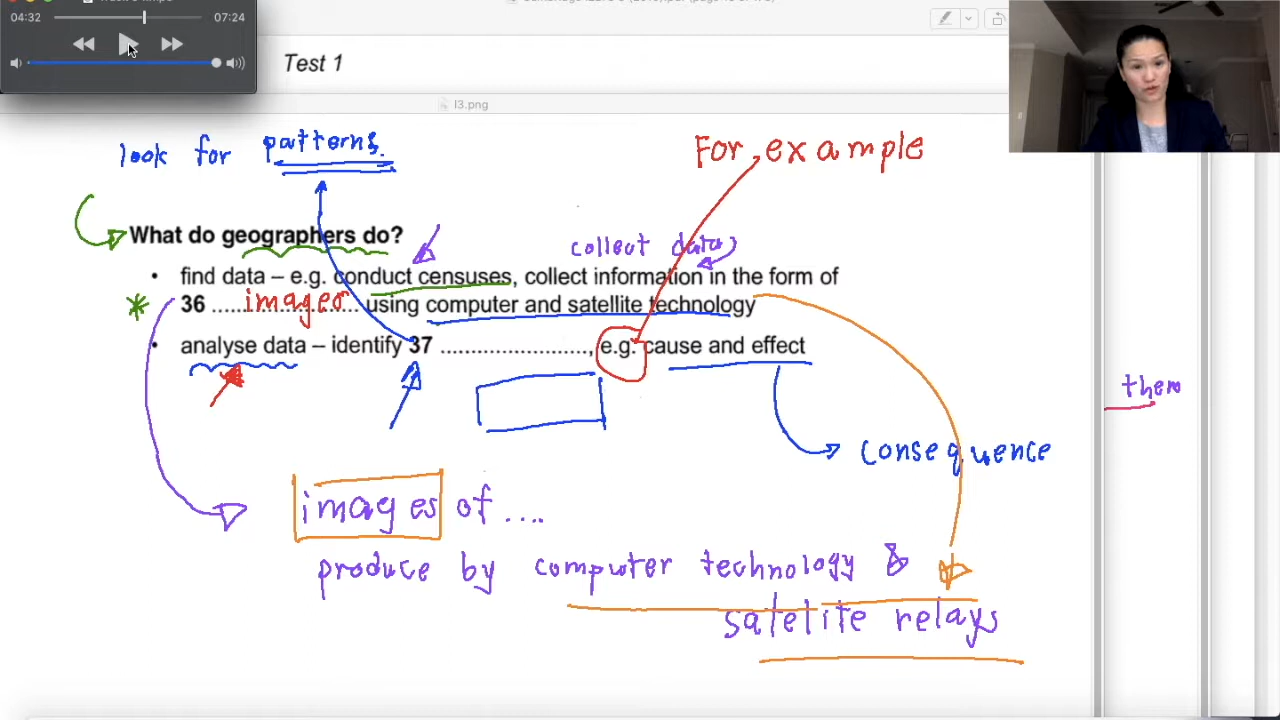 04:32 07:24
Test 1
l3.png
look for patterns.
For example
What do geographers do?
collect data
• find data – e.g. conduct censuses, collect information in the form of
36 images using computer and satellite technology
• analyse data – identify 37 ..........................., e.g. cause and effect
them
consequence
images of ....
produce by computer technology &
satelite relays